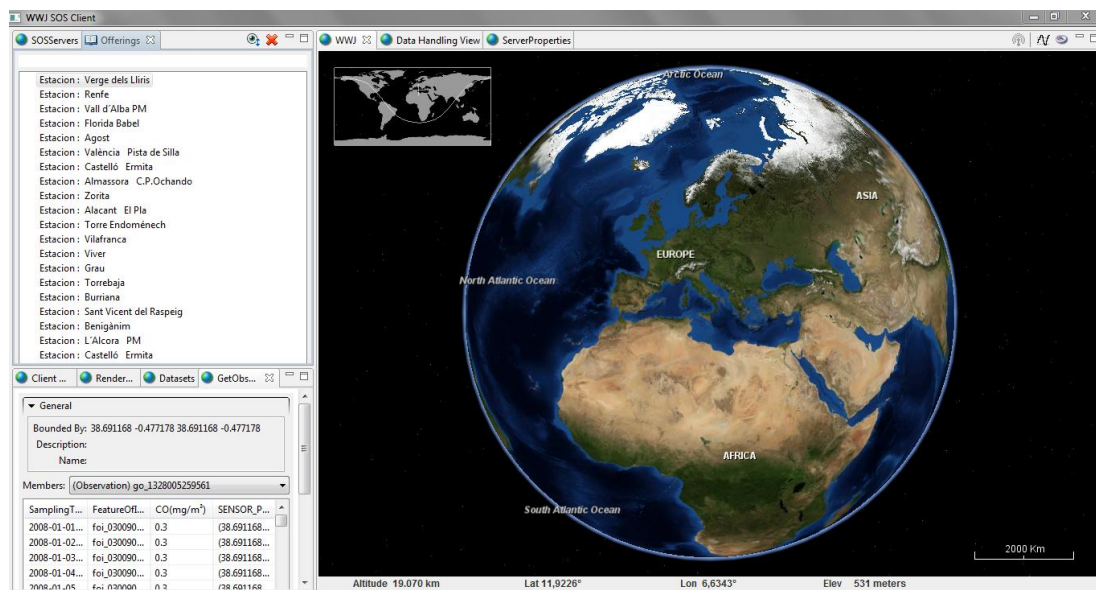 WWJ SOS Client
SOSServers Offerings
Estacion : Verge dels Lliris
Estacion : Renfe
Estacion : Vall d´Alba PM
Estacion : Florida Babel
Estacion : Agost
Estacion : València Pista de Silla
Estacion : Castelló Ermita
Estacion : Almassora C.P.Ochando
Estacion : Zorita
Estacion : Alacant El Pla
Estacion : Torre Endoménech
Estacion : Vilafranca
Estacion : Viver
Estacion : Grau
Estacion : Torrebaja
Estacion : Burriana
Estacion : Sant Vicent del Raspeig
Estacion : Benigànim
Estacion : L´Alcora PM
Estacion : Castelló Ermita
Client ... Render... Datasets GetObs...
General
Bounded By: 38.691168 -0.477178 38.691168 -0.477178
Description:
Name:
Members: (Observation) go_1328005259561
SamplingT... FeatureOfI... CO(mg/m³) SENSOR_P...
2008-01-01... foi_030090... 0.3 (38.691168...
2008-01-02... foi_030090... 0.3 (38.691168...
2008-01-03... foi_030090... 0.3 (38.691168...
2008-01-04... foi_030090... 0.3 (38.691168...
2008-01-05... foi_030090... 0.3 (38.691168...
WWJ Data Handling View ServerProperties
Arctic Ocean
ASIA
EUROPE
North Atlantic Ocean
AFRICA
South Atlantic Ocean
2000 Km
Altitude 19.070 km Lat 11,9226° Lon 6,6343° Elev 531 meters